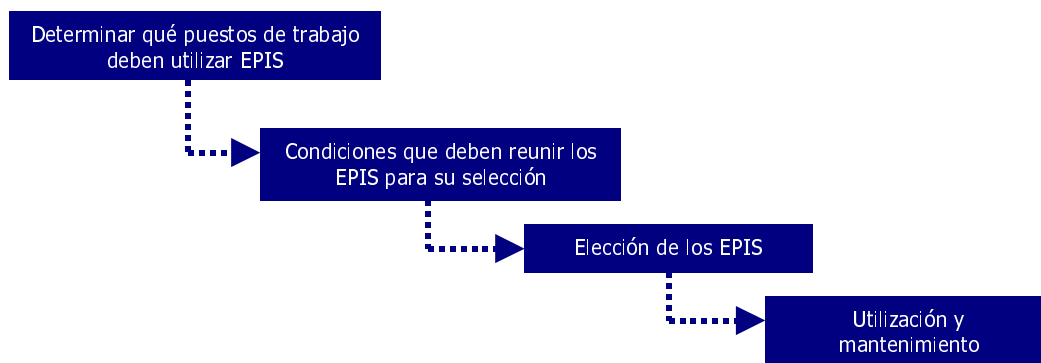 Determinar qué puestos de trabajo
deben utilizar EPIS
Condiciones que deben reunir los
EPIS para su selección
Elección de los EPIS
Utilización y
mantenimiento